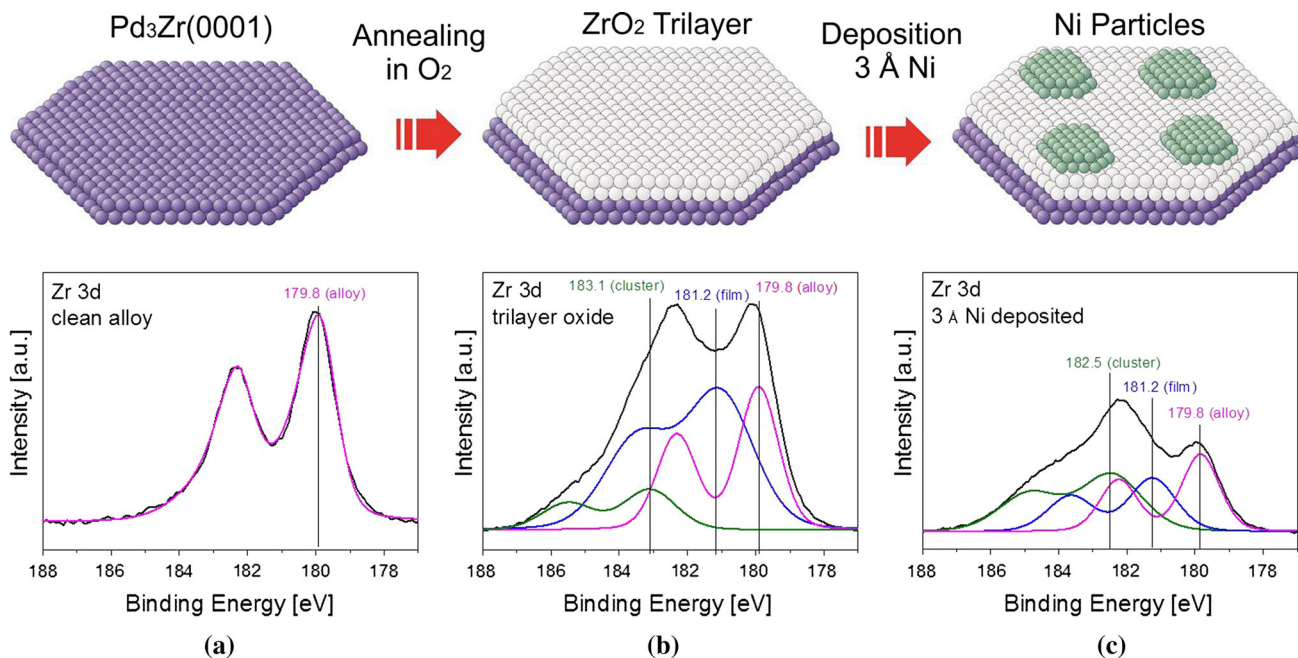 Pd₃Zr(0001)
Annealing
in O₂
ZrO₂ Trilayer
Deposition
3 Å Ni
Ni Particles
Zr 3d
clean alloy
179.8 (alloy)
Intensity [a.u.]
188 186 184 182 180 178
Binding Energy [eV]
(a)
Zr 3d
trilayer oxide
183.1 (cluster)
181.2 (film)
179.8 (alloy)
Intensity [a.u.]
188 186 184 182 180 178
Binding Energy [eV]
(b)
Zr 3d
3 Å Ni deposited
182.5 (cluster)
181.2 (film)
179.8 (alloy)
Intensity [a.u.]
188 186 184 182 180 178
Binding Energy [eV]
(c)